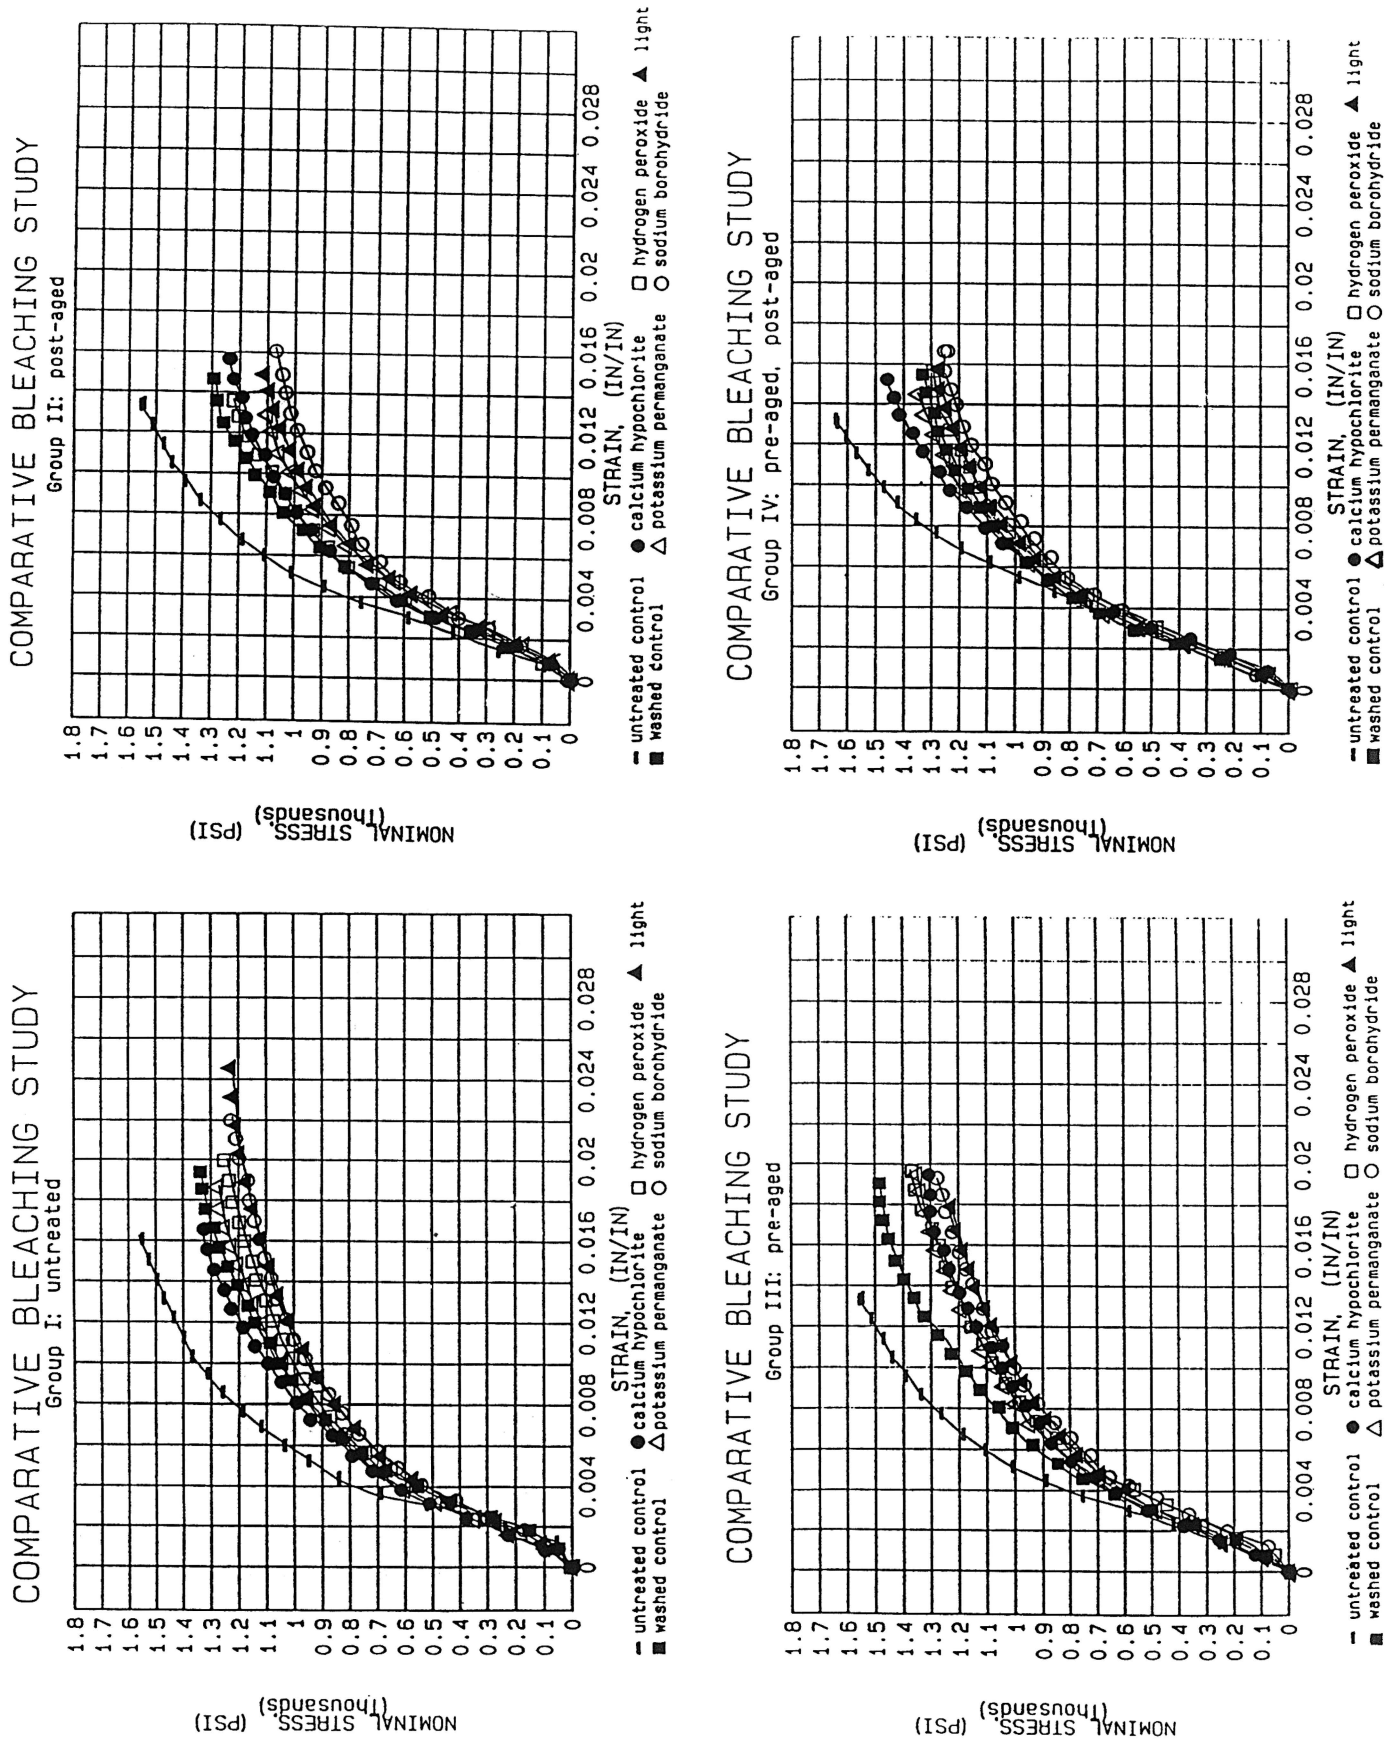 COMPARATIVE BLEACHING STUDY
Group I: untreated
NOMINAL STRESS, (PSI)
(Thousands)
1.8
1.7
1.6
1.5
1.4
1.3
1.2
1.1
1
0.9
0.8
0.7
0.6
0.5
0.4
0.3
0.2
0.1
0
0 0.004 0.008 0.012 0.016 0.02 0.024 0.028
STRAIN, (IN/IN)
untreated control calcium hypochlorite hydrogen peroxide light
washed control potassium permanganate sodium borohydride
COMPARATIVE BLEACHING STUDY
Group II: post-aged
NOMINAL STRESS, (PSI)
(Thousands)
1.8
1.7
1.6
1.5
1.4
1.3
1.2
1.1
1
0.9
0.8
0.7
0.6
0.5
0.4
0.3
0.2
0.1
0
0 0.004 0.008 0.012 0.016 0.02 0.024 0.028
STRAIN, (IN/IN)
untreated control calcium hypochlorite hydrogen peroxide light
washed control potassium permanganate sodium borohydride
COMPARATIVE BLEACHING STUDY
Group III: pre-aged
NOMINAL STRESS, (PSI)
(Thousands)
1.8
1.7
1.6
1.5
1.4
1.3
1.2
1.1
1
0.9
0.8
0.7
0.6
0.5
0.4
0.3
0.2
0.1
0
0 0.004 0.008 0.012 0.016 0.02 0.024 0.028
STRAIN, (IN/IN)
untreated control calcium hypochlorite hydrogen peroxide light
washed control potassium permanganate sodium borohydride
COMPARATIVE BLEACHING STUDY
Group IV: pre-aged, post-aged
NOMINAL STRESS, (PSI)
(Thousands)
1.8
1.7
1.6
1.5
1.4
1.3
1.2
1.1
1
0.9
0.8
0.7
0.6
0.5
0.4
0.3
0.2
0.1
0
0 0.004 0.008 0.012 0.016 0.02 0.024 0.028
STRAIN, (IN/IN)
untreated control calcium hypochlorite hydrogen peroxide light
washed control potassium permanganate sodium borohydride